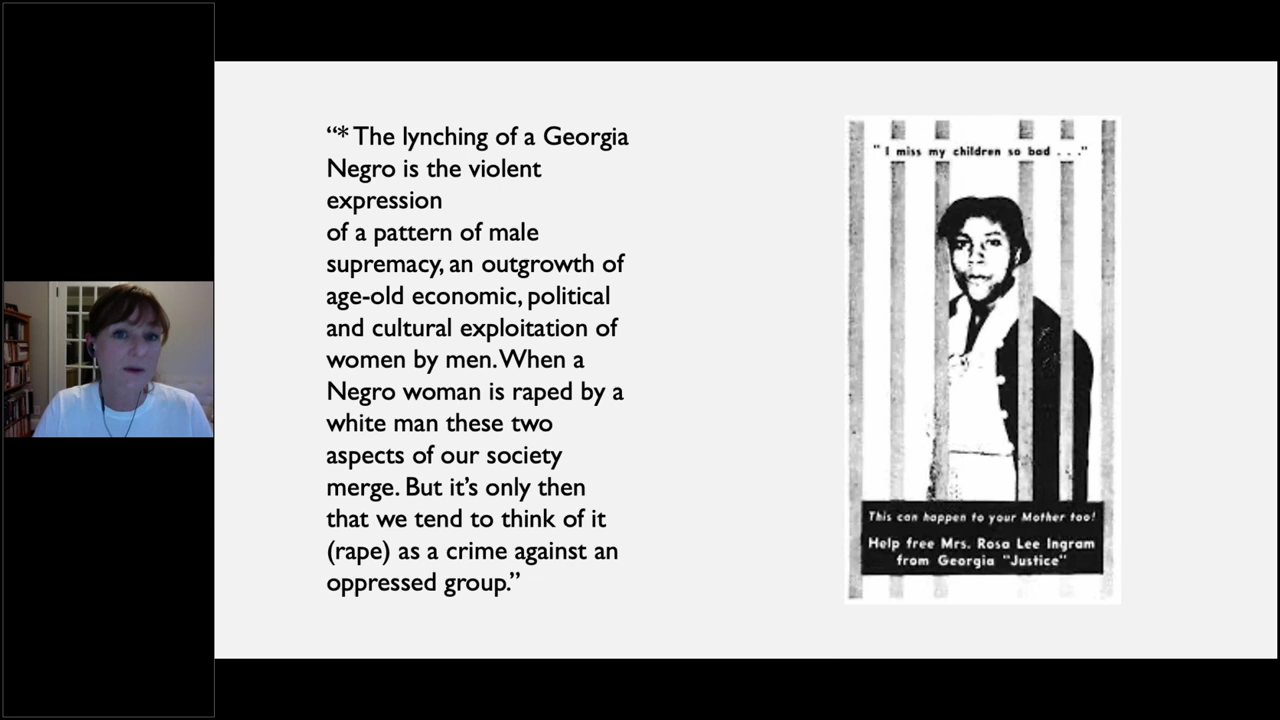 “* The lynching of a Georgia
Negro is the violent
expression
of a pattern of male
supremacy, an outgrowth of
age-old economic, political
and cultural exploitation of
women by men. When a
Negro woman is raped by a
white man these two
aspects of our society
merge. But it’s only then
that we tend to think of it
(rape) as a crime against an
oppressed group.”
" I miss my children so bad . . ."
This can happen to your Mother too!
Help free Mrs. Rosa Lee Ingram
from Georgia "Justice"